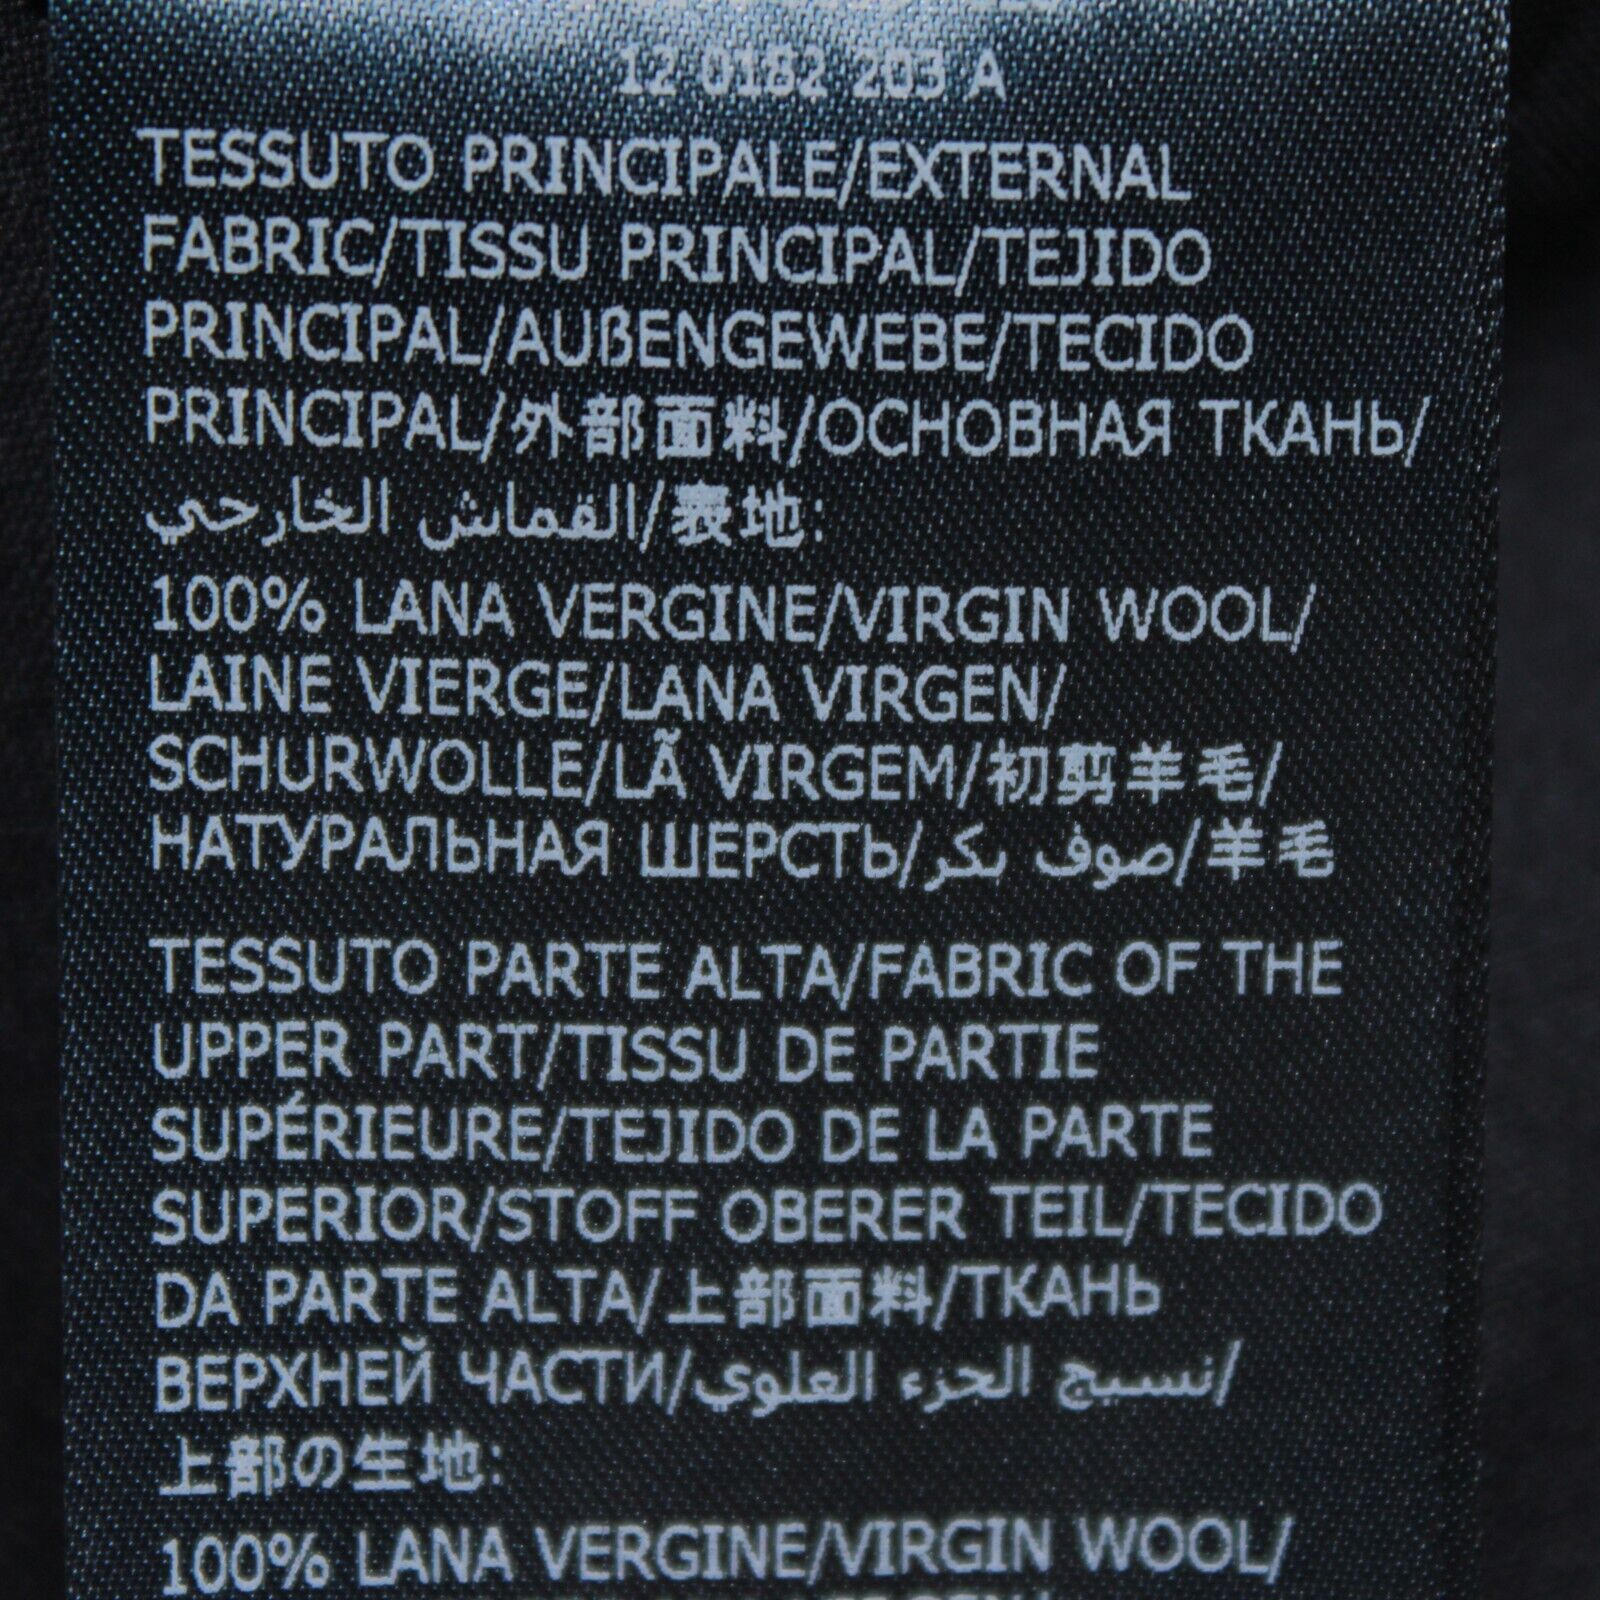 12 0182 203 A
TESSUTO PRINCIPALE/EXTERNAL
FABRIC/TISSU PRINCIPAL/TEJIDO
PRINCIPAL/AUßENGEWEBE/TECIDO
PRINCIPAL/外部面料/ОСНОВНАЯ ТКАНЬ/
القماش الخارجي/表地:
100% LANA VERGINE/VIRGIN WOOL/
LAINE VIERGE/LANA VIRGEN/
SCHURWOLLE/LÃ VIRGEM/初剪羊毛/
НАТУРАЛЬНАЯ ШЕРСТЬ/صوف بكر/羊毛
TESSUTO PARTE ALTA/FABRIC OF THE
UPPER PART/TISSU DE PARTIE
SUPÉRIEURE/TEJIDO DE LA PARTE
SUPERIOR/STOFF OBERER TEIL/TECIDO
DA PARTE ALTA/上部面料/ТКАНЬ
ВЕРХНЕЙ ЧАСТИ/نسيج الجزء العلوي/
上部の生地:
100% LANA VERGINE/VIRGIN WOOL/